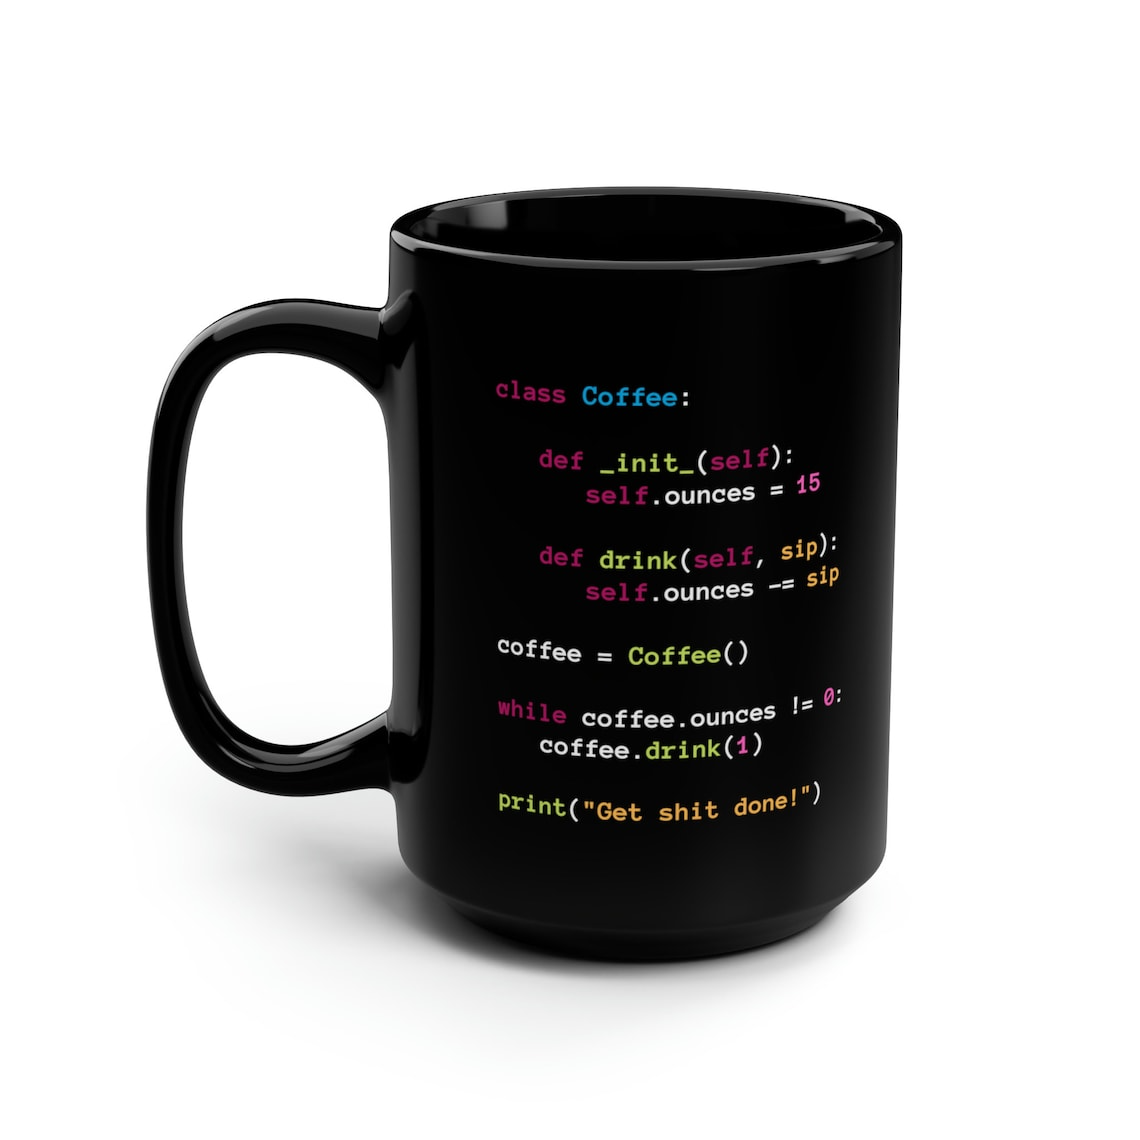 class Coffee:
def _init_(self):
self.ounces = 15
def drink(self, sip):
self.ounces -= sip
coffee = Coffee()
while coffee.ounces != 0:
coffee.drink(1)
print("Get shit done!")